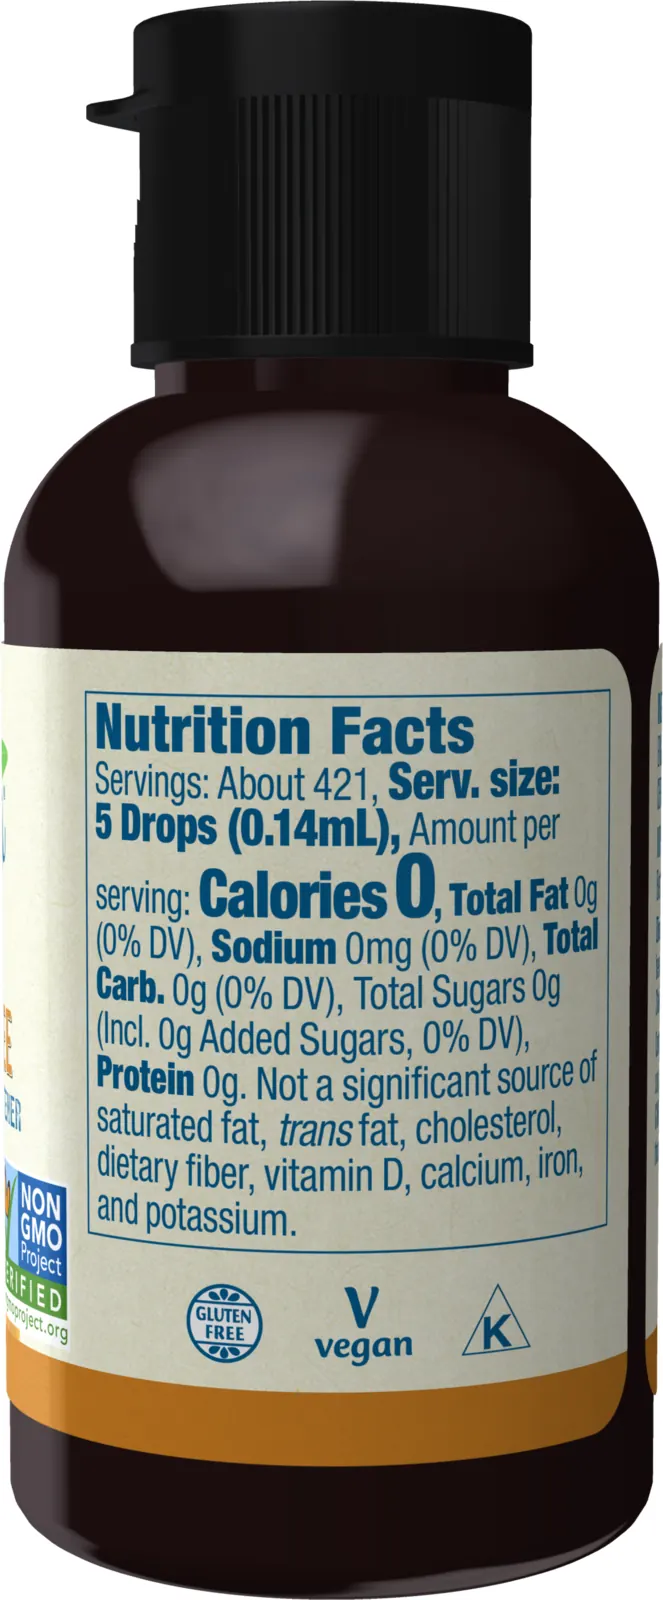 Nutrition Facts
Servings: About 421, Serv. size:
5 Drops (0.14mL), Amount per
serving: Calories 0, Total Fat 0g
(0% DV), Sodium 0mg (0% DV), Total
Carb. 0g (0% DV), Total Sugars 0g
(Incl. 0g Added Sugars, 0% DV),
Protein 0g. Not a significant source of
saturated fat, trans fat, cholesterol,
dietary fiber, vitamin D, calcium, iron,
and potassium.
NON
GMO
Project
ERIFIED
project.org
GLUTEN
FREE
V
vegan
K